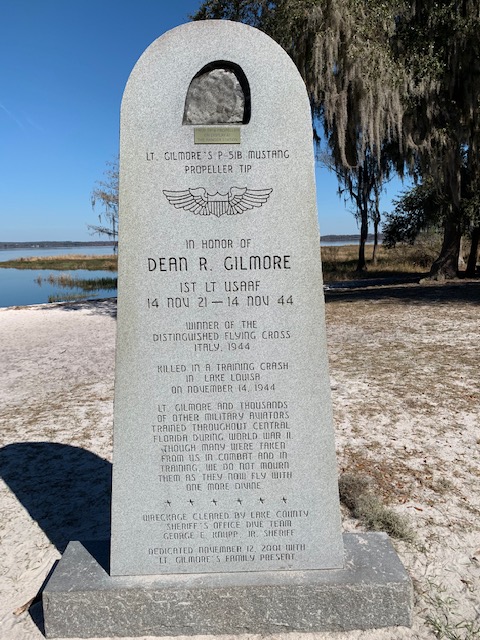 LT. GILMORE'S P-51B MUSTANG
PROPELLER TIP
IN HONOR OF
DEAN R. GILMORE
1ST LT USAAF
14 NOV 21 — 14 NOV 44
WINNER OF THE
DISTINGUISHED FLYING CROSS
ITALY, 1944
KILLED IN A TRAINING CRASH
IN LAKE LOUISA
ON NOVEMBER 14, 1944
LT. GILMORE AND THOUSANDS
OF OTHER MILITARY AVIATORS
TRAINED THROUGHOUT CENTRAL
FLORIDA DURING WORLD WAR II.
THOUGH MANY WERE TAKEN
FROM US IN COMBAT AND IN
TRAINING, WE DO NOT MOURN
THEM AS THEY NOW FLY WITH
ONE MORE DIVINE.
WRECKAGE CLEARED BY LAKE COUNTY
SHERIFF'S OFFICE DIVE TEAM
GEORGE E. KNUPP, JR. SHERIFF
DEDICATED NOVEMBER 12, 2001 WITH
LT. GILMORE'S FAMILY PRESENT.